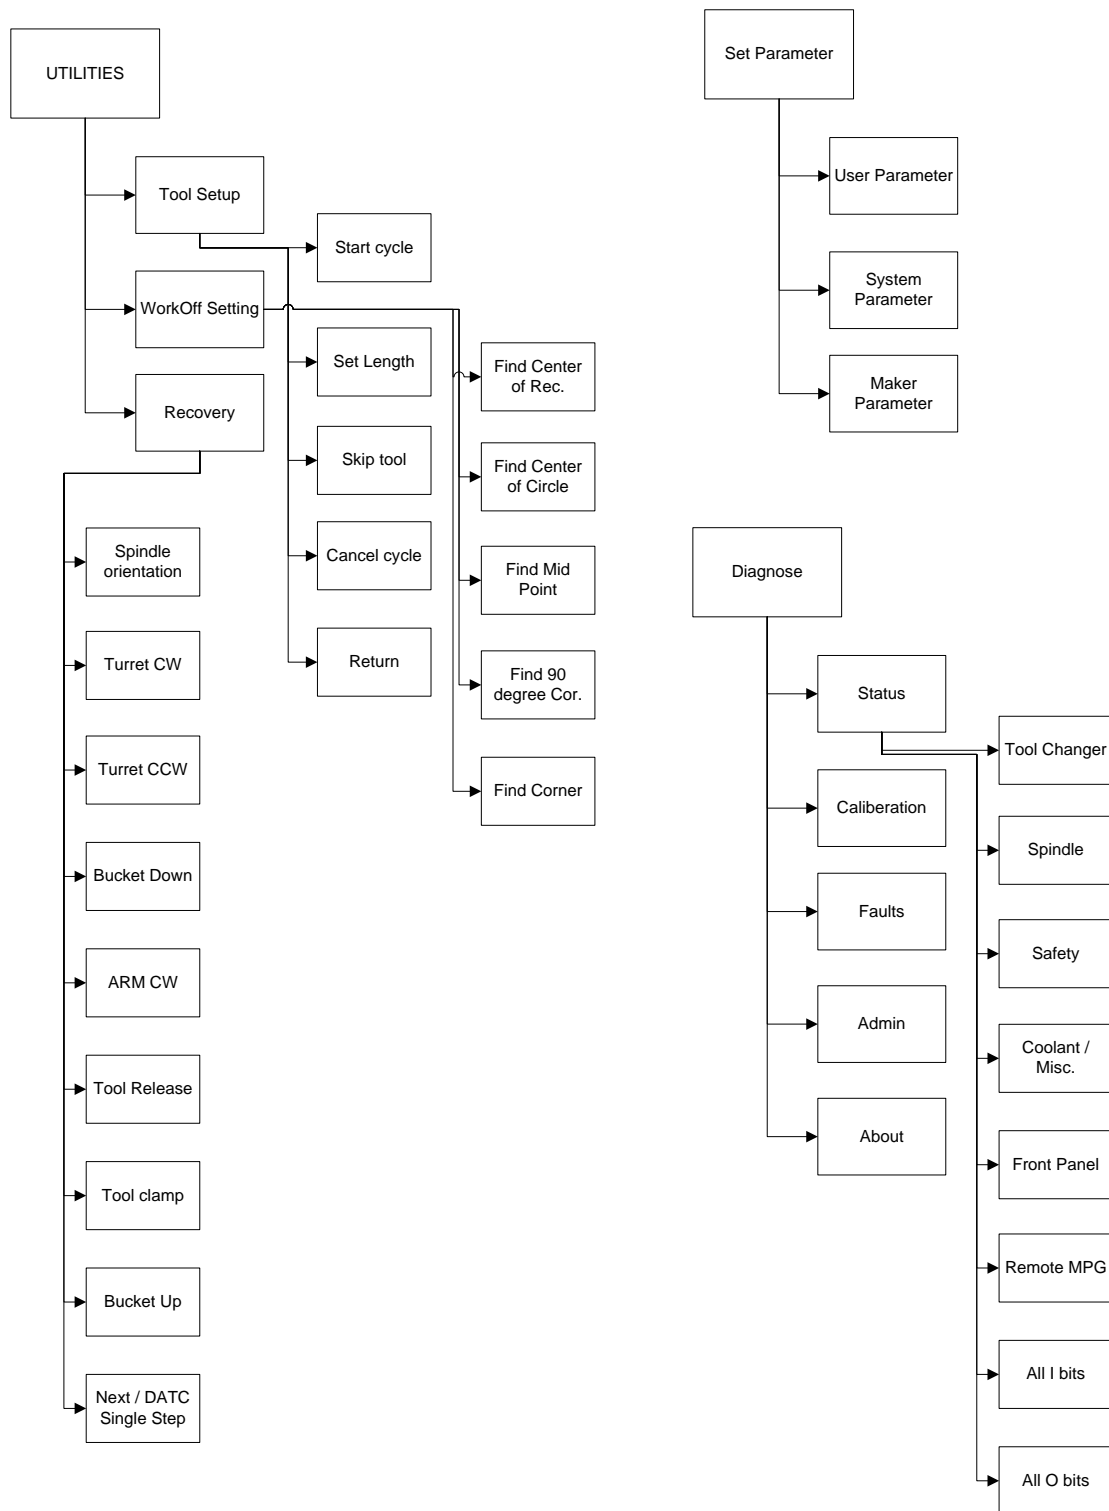 UTILITIES
Tool Setup
Start cycle
WorkOff Setting
Set Length
Find Center
of Rec.
Recovery
Skip tool
Find Center
of Circle
Spindle
orientation
Cancel cycle
Find Mid
Point
Turret CW
Return
Find 90
degree Cor.
Turret CCW
Find Corner
Bucket Down
ARM CW
Tool Release
Tool clamp
Bucket Up
Next / DATC
Single Step
Set Parameter
User Parameter
System
Parameter
Maker
Parameter
Diagnose
Status
Tool Changer
Caliberation
Spindle
Faults
Safety
Admin
Coolant /
Misc.
About
Front Panel
Remote MPG
All I bits
All O bits